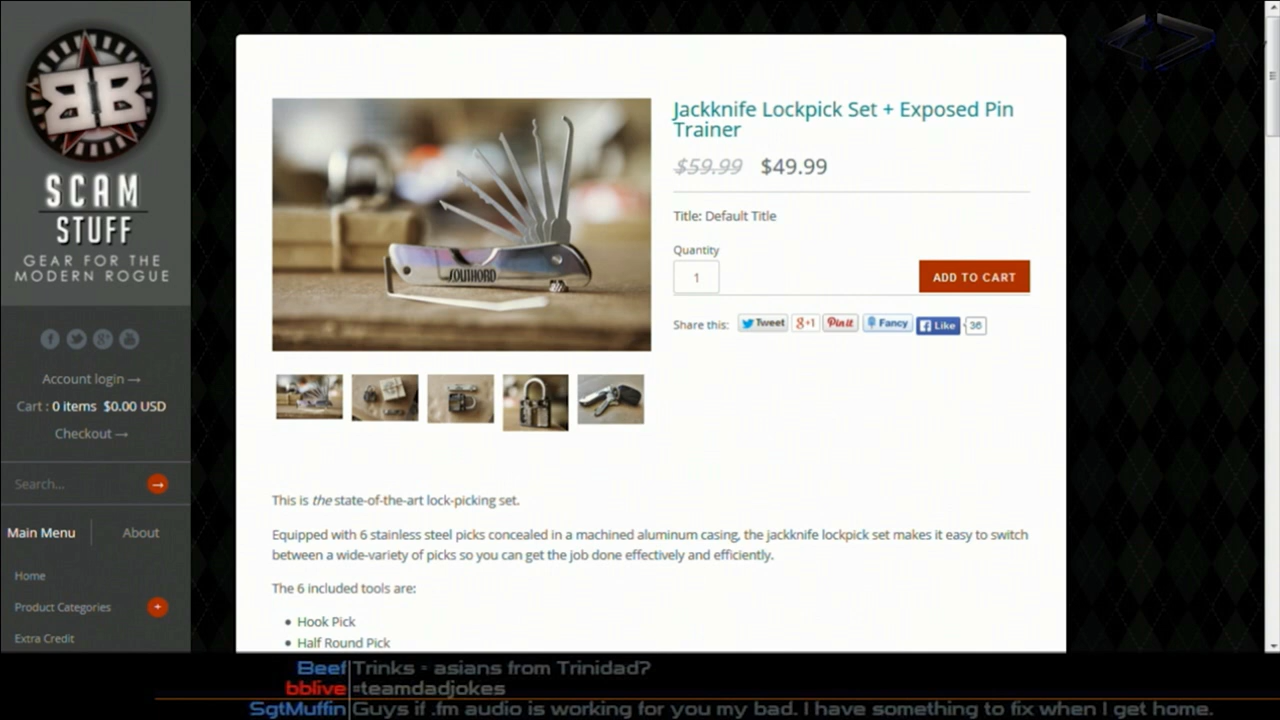 BB
SCAM
STUFF
GEAR FOR THE
MODERN ROGUE
Account login →
Cart : 0 items $0.00 USD
Checkout →
Search...
→
Main Menu
About
Home
Product Categories
+
Extra Credit
SOUTHORD
Jackknife Lockpick Set + Exposed Pin
Trainer
$59.99 $49.99
Title: Default Title
Quantity
1
ADD TO CART
Share this: Tweet g+1 Pin it Fancy Like 36
This is the state-of-the-art lock-picking set.
Equipped with 6 stainless steel picks concealed in a machined aluminum casing, the jackknife lockpick set makes it easy to switch
between a wide-variety of picks so you can get the job done effectively and efficiently.
The 6 included tools are:
• Hook Pick
• Half Round Pick
Beef Trinks = asians from Trinidad?
bblive =teamdadjokes
SgtMuffin Guys if .fm audio is working for you my bad. I have something to fix when I get home.